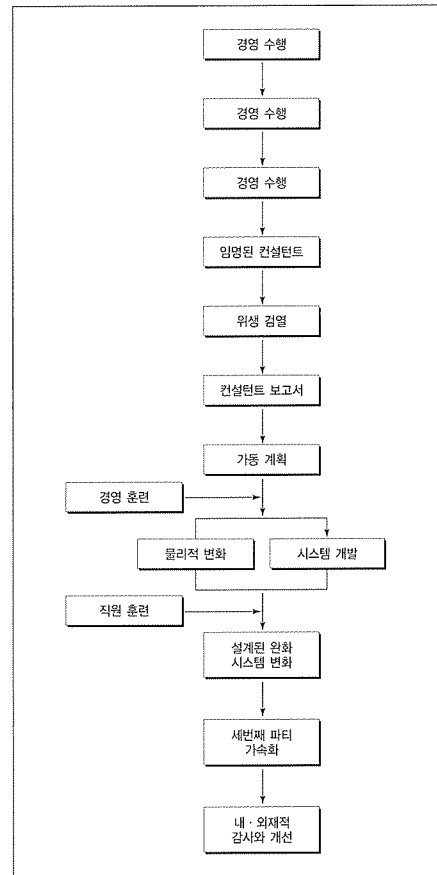 경영 수행
경영 수행
경영 수행
임명된 컨설턴트
위생 검열
컨설턴트 보고서
가동 계획
경영 훈련
물리적 변화
시스템 개발
직원 훈련
설계된 완화
시스템 변화
세번째 파티
가속화
내 · 외재적
감사와 개선